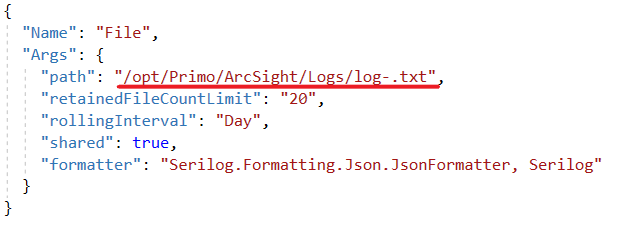 {
"Name": "File",
"Args": {
"path": "/opt/Primo/ArcSight/Logs/log-.txt",
"retainedFileCountLimit": "20",
"rollingInterval": "Day",
"shared": true,
"formatter": "Serilog.Formatting.Json.JsonFormatter, Serilog"
}
}